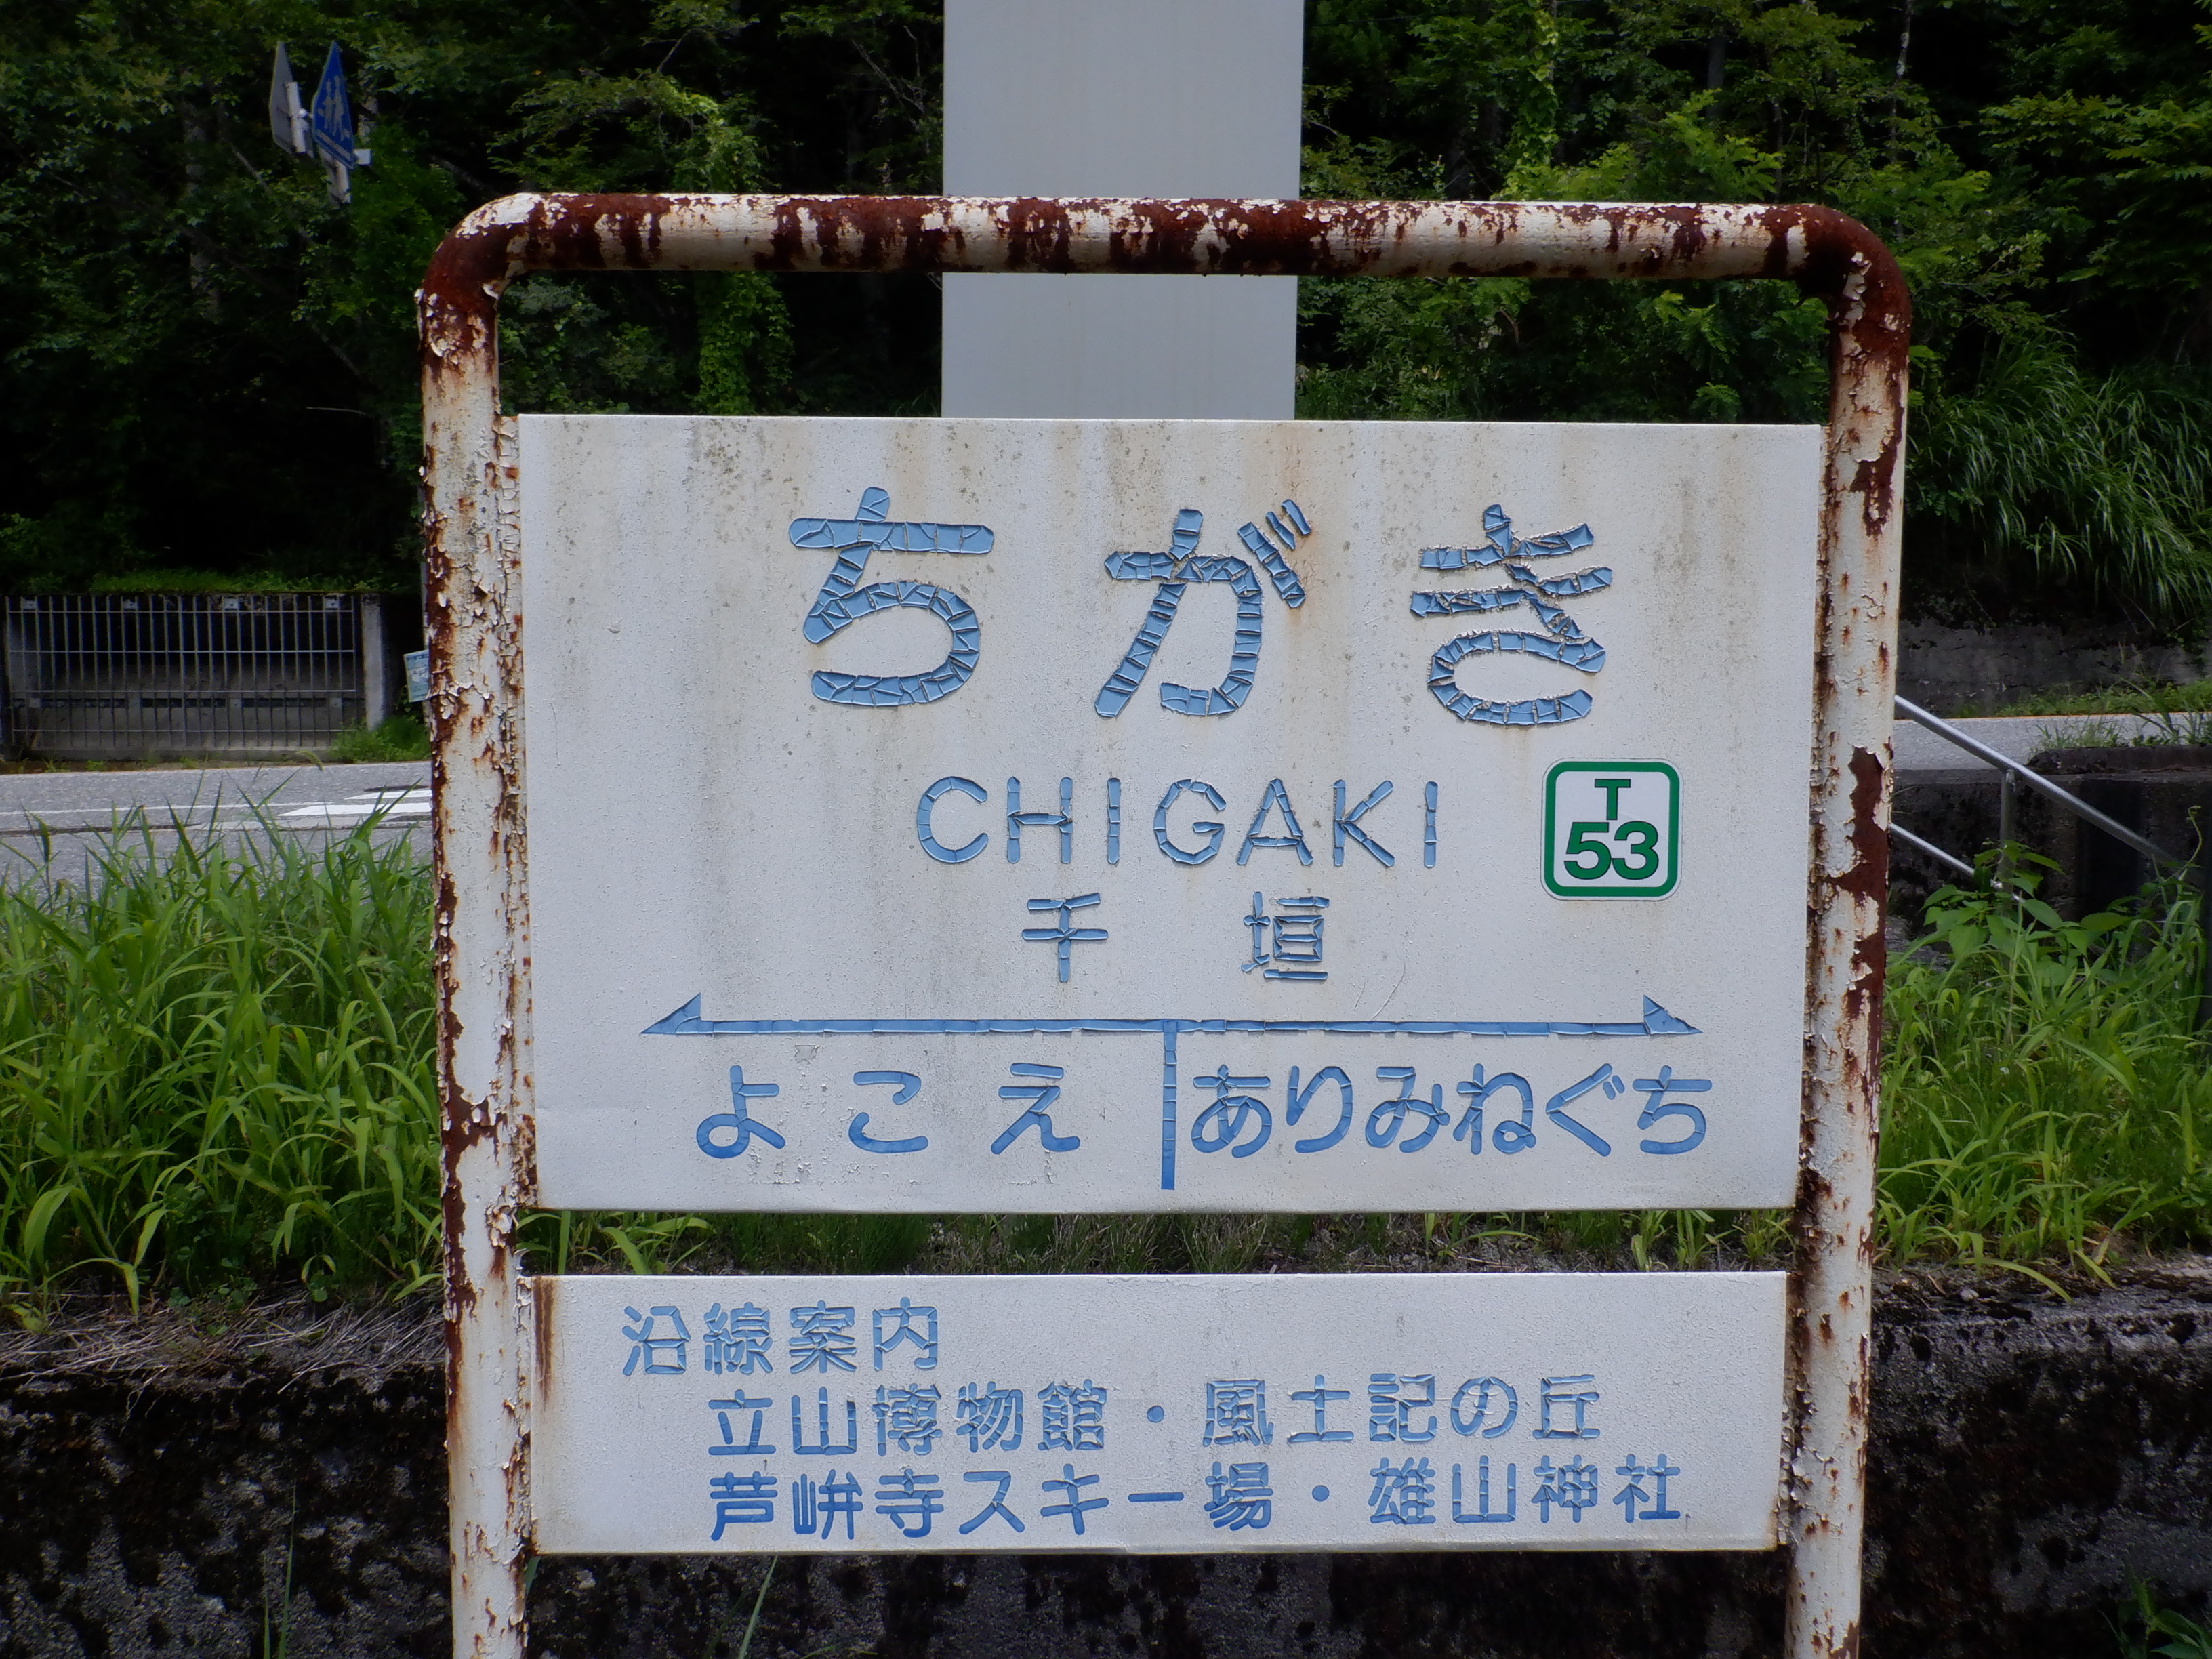 ちがき
CHIGAKI
T
53
千垣
よこえ ありみねぐち
沿線案内
立山博物館・風土記の丘
芦峅寺スキー場・雄山神社